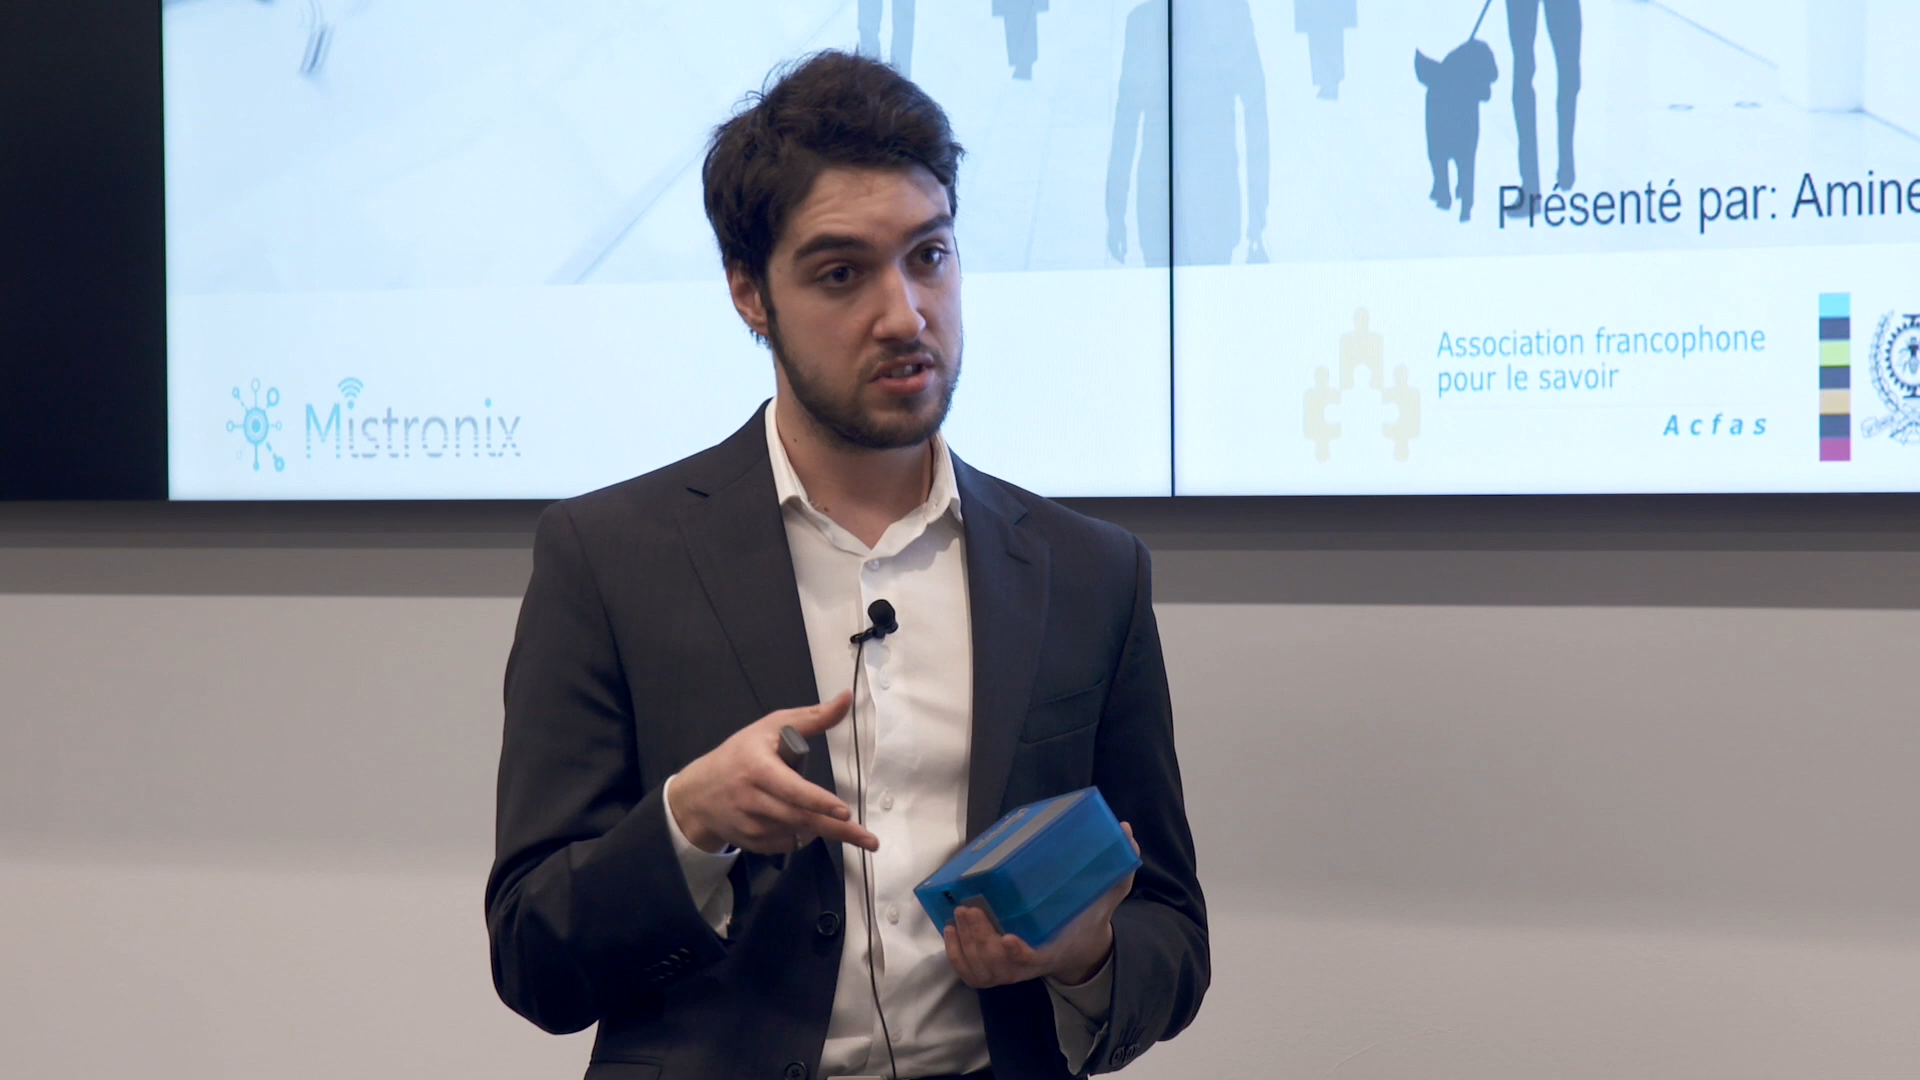 Présenté par: Amine
Mistronix
Association francophone
pour le savoir
Acfas